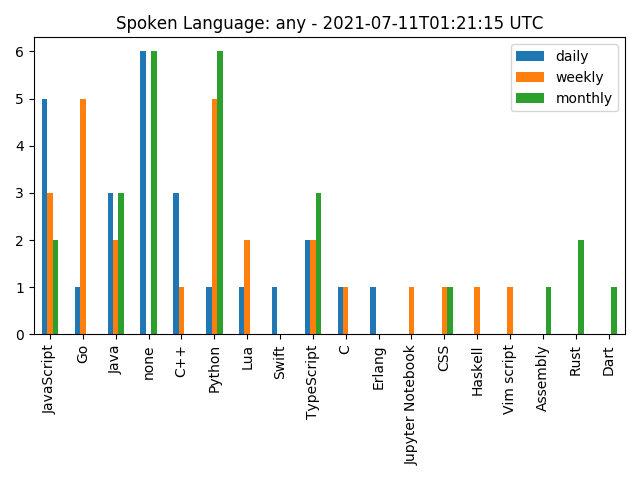 Spoken Language: any - 2021-07-11T01:21:15 UTC
daily
weekly
monthly
6
5
4
3
2
1
0
JavaScript
Go
Java
none
C++
Python
Lua
Swift
TypeScript
C
Erlang
Jupyter Notebook
CSS
Haskell
Vim script
Assembly
Rust
Dart